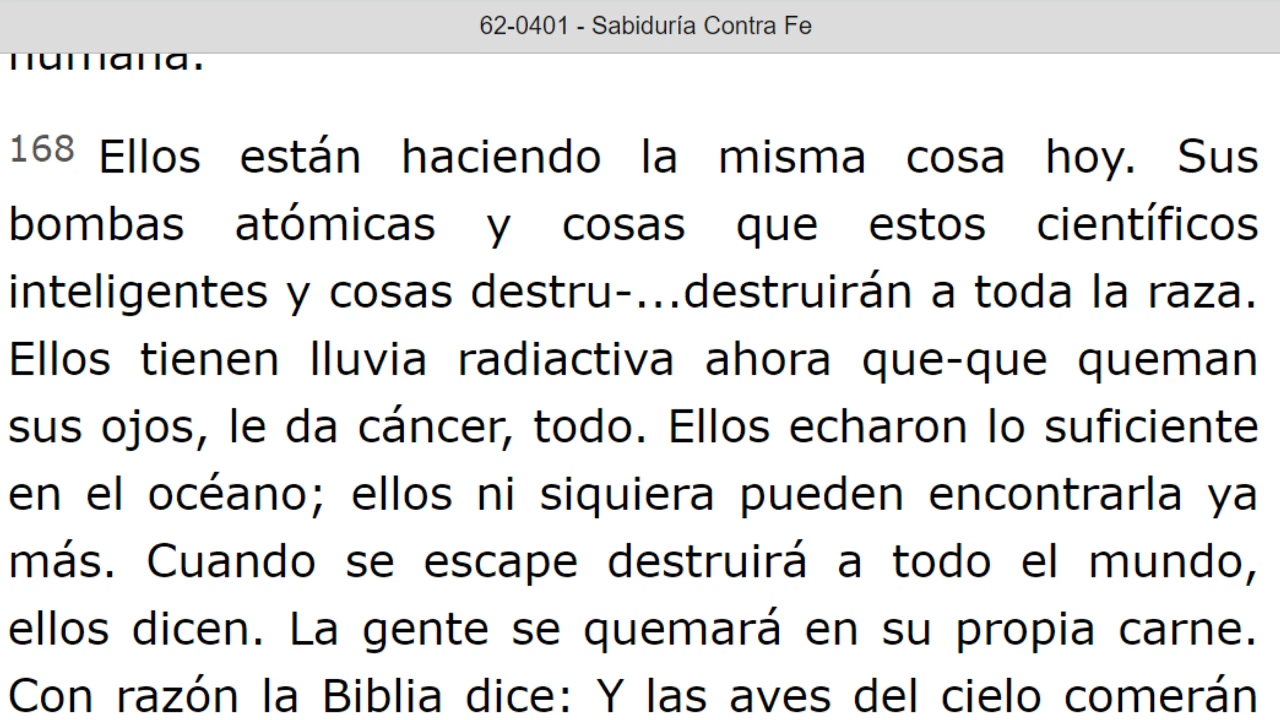 62-0401 - Sabiduría Contra Fe
humana.
168 Ellos están haciendo la misma cosa hoy. Sus
bombas atómicas y cosas que estos científicos
inteligentes y cosas destru-...destruirán a toda la raza.
Ellos tienen lluvia radiactiva ahora que-que queman
sus ojos, le da cáncer, todo. Ellos echaron lo suficiente
en el océano; ellos ni siquiera pueden encontrarla ya
más. Cuando se escape destruirá a todo el mundo,
ellos dicen. La gente se quemará en su propia carne.
Con razón la Biblia dice: Y las aves del cielo comerán